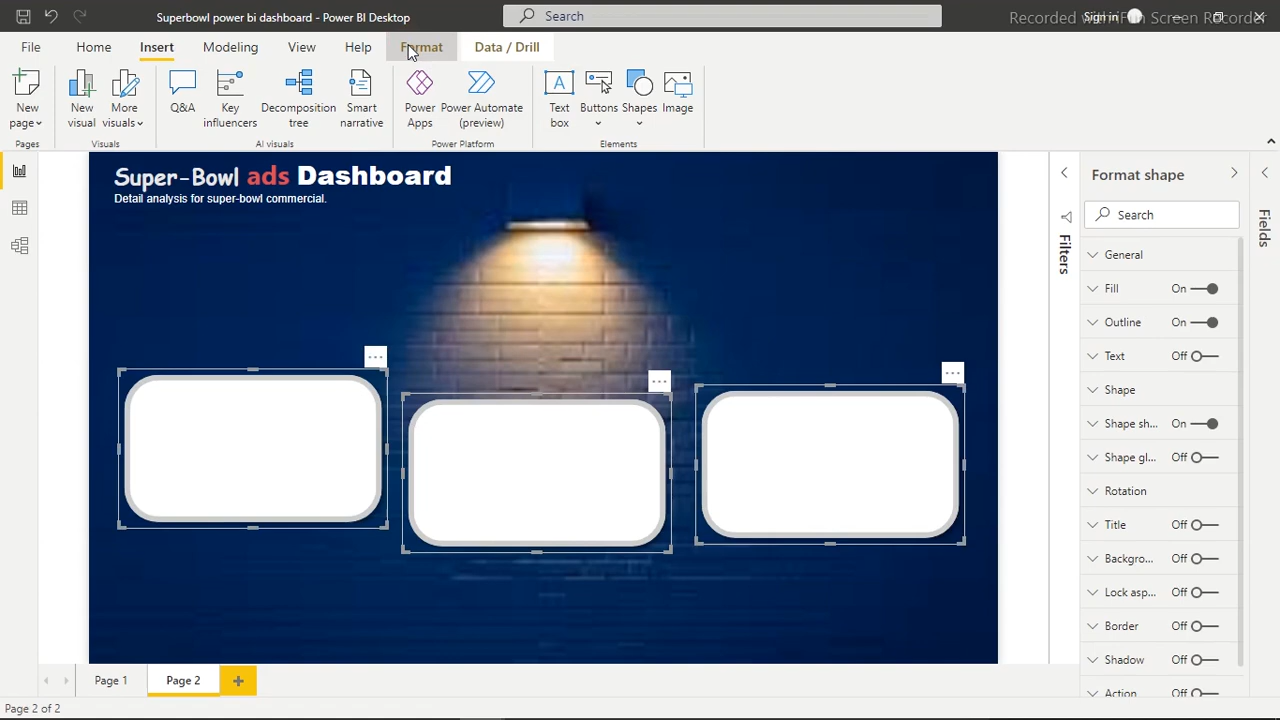 Superbowl power bi dashboard - Power BI Desktop
Search
Sign in
Recorded with iFun Screen Recorder
File
Home
Insert
Modeling
View
Help
Format
Data / Drill
New page
New visual
More visuals
Q&A
Key influencers
Decomposition tree
Smart narrative
Power Apps
Power Automate (preview)
Text box
Buttons
Shapes
Image
Pages
Visuals
AI visuals
Power Platform
Elements
Super-Bowl ads Dashboard
Detail analysis for super-bowl commercial.
Filters
Format shape
Search
General
Fill On
Outline On
Text Off
Shape
Shape sh... On
Shape gl... Off
Rotation
Title Off
Backgro... Off
Lock asp... Off
Border Off
Shadow Off
Action Off
Fields
Page 1
Page 2
Page 2 of 2